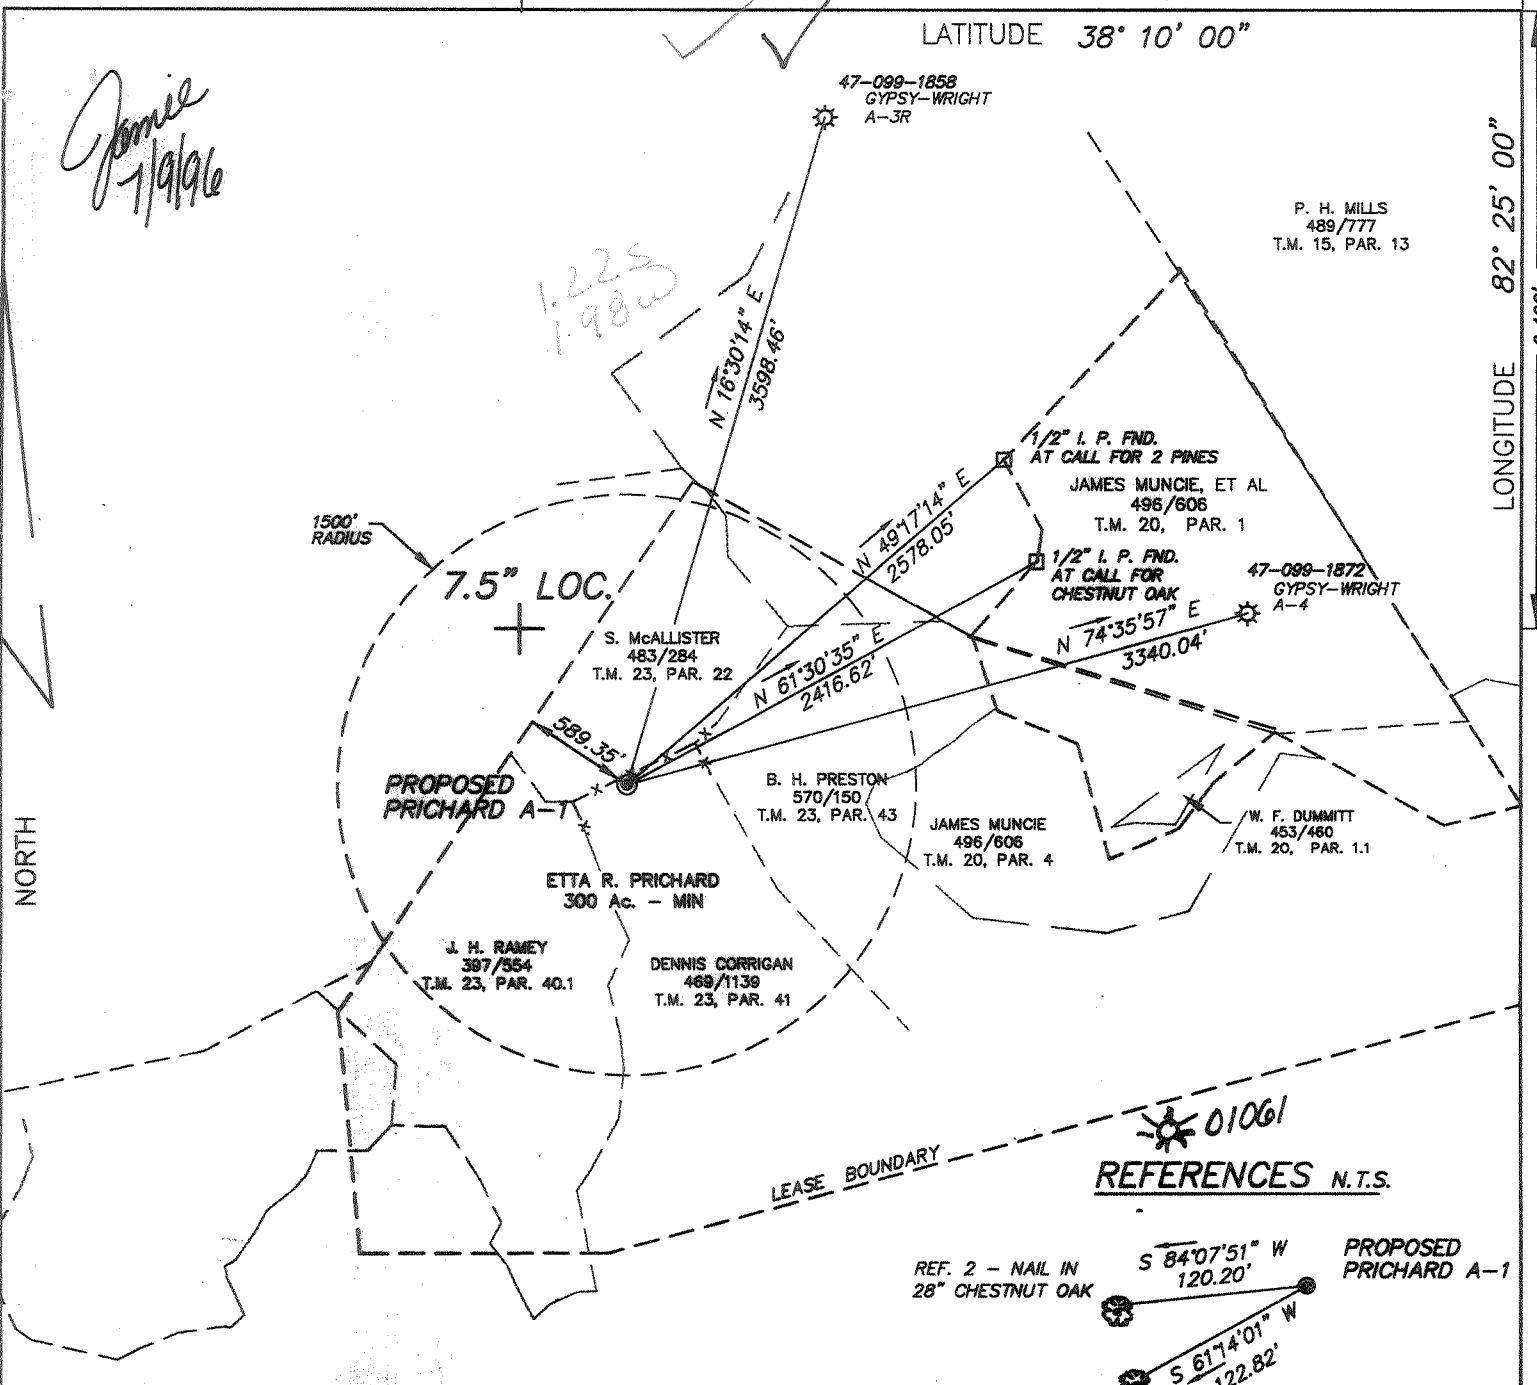 LATITUDE 38° 10' 00"
Jamie
7/9/96
47-099-1858
GYPSY-WRIGHT
A-3R
P. H. MILLS
489/777
T.M. 15, PAR. 13
LONGITUDE 82° 25' 00"
1.22S
1.98W
N 16°30'14" E
3598.46'
1/2" I. P. FND.
AT CALL FOR 2 PINES
JAMES MUNCIE, ET AL
496/606
T.M. 20, PAR. 1
N 49°17'14" E
2578.05'
1500'
RADIUS
7.5" LOC.
1/2" I. P. FND.
AT CALL FOR
CHESTNUT OAK
47-099-1872
GYPSY-WRIGHT
A-4
N 74°35'57" E
3340.04'
S. McALLISTER
483/284
T.M. 23, PAR. 22
N 61°30'35" E
2416.62'
589.35'
PROPOSED
PRICHARD A-1
B. H. PRESTON
570/150
T.M. 23, PAR. 43
JAMES MUNCIE
496/606
T.M. 20, PAR. 4
W. F. DUMMITT
453/460
T.M. 20, PAR. 1.1
NORTH
ETTA R. PRICHARD
300 Ac. - MIN
J. H. RAMEY
397/554
T.M. 23, PAR. 40.1
DENNIS CORRIGAN
469/1139
T.M. 23, PAR. 41
LEASE BOUNDARY
01061
REFERENCES N.T.S.
REF. 2 - NAIL IN
28" CHESTNUT OAK
S 84°07'51" W
120.20'
PROPOSED
PRICHARD A-1
S 61°14'01" W
122.82'